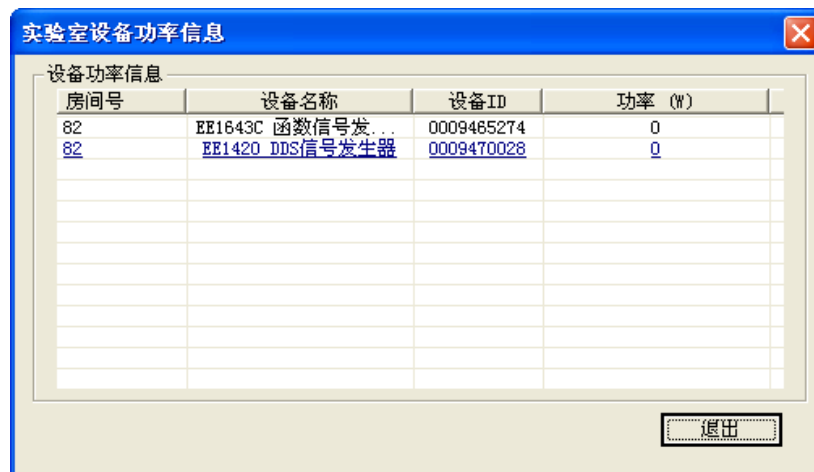 实验室设备功率信息
设备功率信息
房间号 设备名称 设备ID 功率 (W)
82 EE1643C 函数信号发... 0009465274 0
82 EE1420 DDS信号发生器 0009470028 0
退出